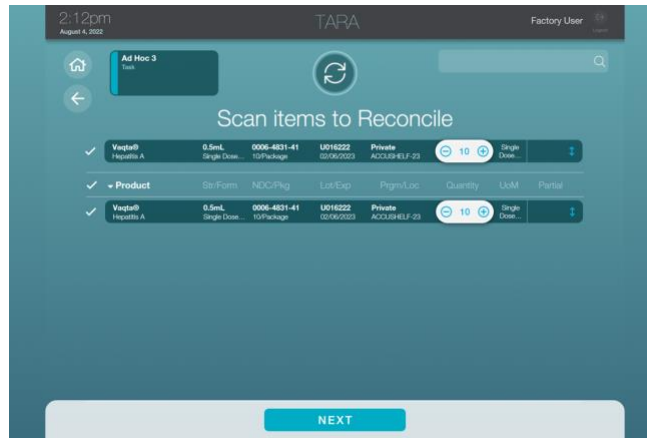 2:12pm
TARA
Factory User
August 4, 2022
Logout
Ad Hoc 3
Task
Scan items to Reconcile
Vaqta® 0.5mL 0006-4831-41 U016222 Private 10 Single
Hepatitis A Single Dose... 10/Package 02/06/2023 ACCUSHELF-23 Dose...
Product Str/Form NDC/Pkg Lot/Exp Prgm/Loc Quantity UoM Partial
Vaqta® 0.5mL 0006-4831-41 U016222 Private 10 Single
Hepatitis A Single Dose... 10/Package 02/06/2023 ACCUSHELF-23 Dose...
NEXT